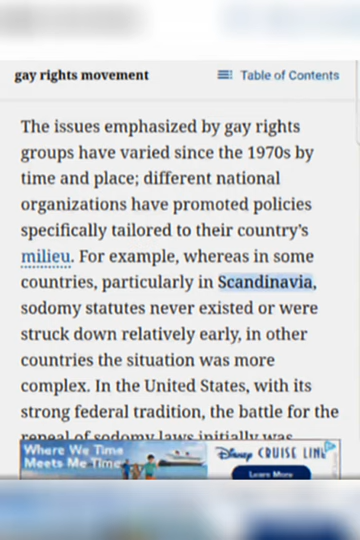 gay rights movement
Table of Contents
The issues emphasized by gay rights
groups have varied since the 1970s by
time and place; different national
organizations have promoted policies
specifically tailored to their country's
milieu. For example, whereas in some
countries, particularly in Scandinavia,
sodomy statutes never existed or were
struck down relatively early, in other
countries the situation was more
complex. In the United States, with its
strong federal tradition, the battle for the
repeal of sodomy laws initially was
Where We Time
Meets Me Time
Disney CRUISE LINE
Learn More